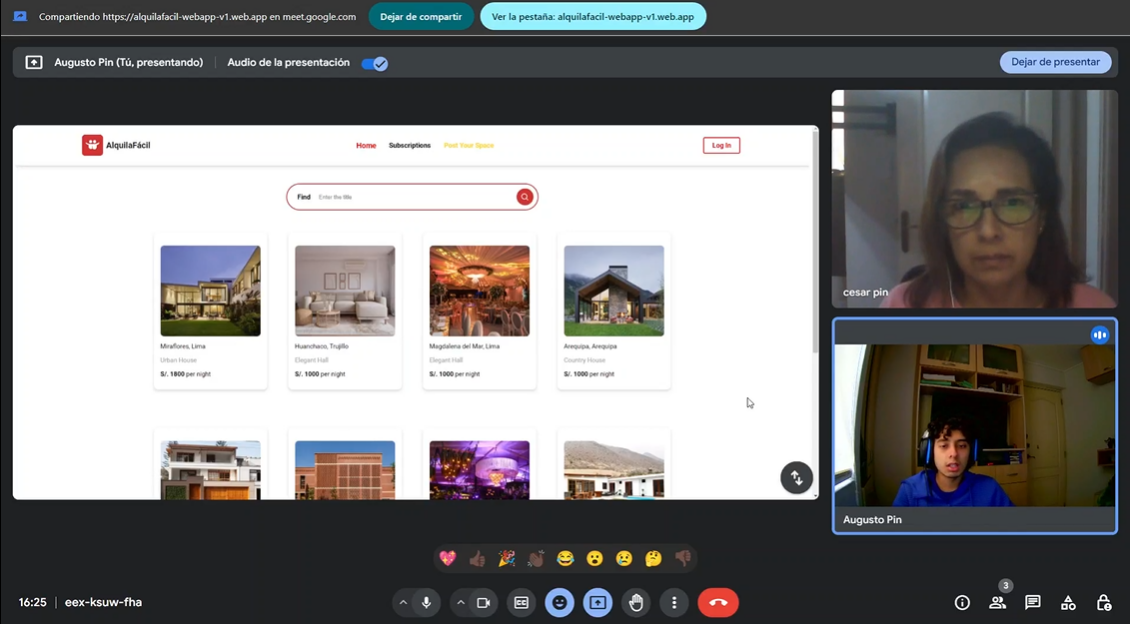 Compartiendo https://alquilafacil-webapp-v1.web.app en meet.google.com
Dejar de compartir
Ver la pestaña: alquilafacil-webapp-v1.web.app
Augusto Pin (Tú, presentando)
Audio de la presentación
Dejar de presentar
AlquilaFácil
Home
Subscriptions
Post Your Space
Log In
Find
Enter the title
Miraflores, Lima
Urban House
S/. 1800 per night
Huanchaco, Trujillo
Elegant Hall
S/. 1000 per night
Magdalena del Mar, Lima
Elegant Hall
S/. 1000 per night
Arequipa, Arequipa
Country House
S/. 1000 per night
cesar pin
Augusto Pin
16:25
eex-ksuw-fha
CC
3